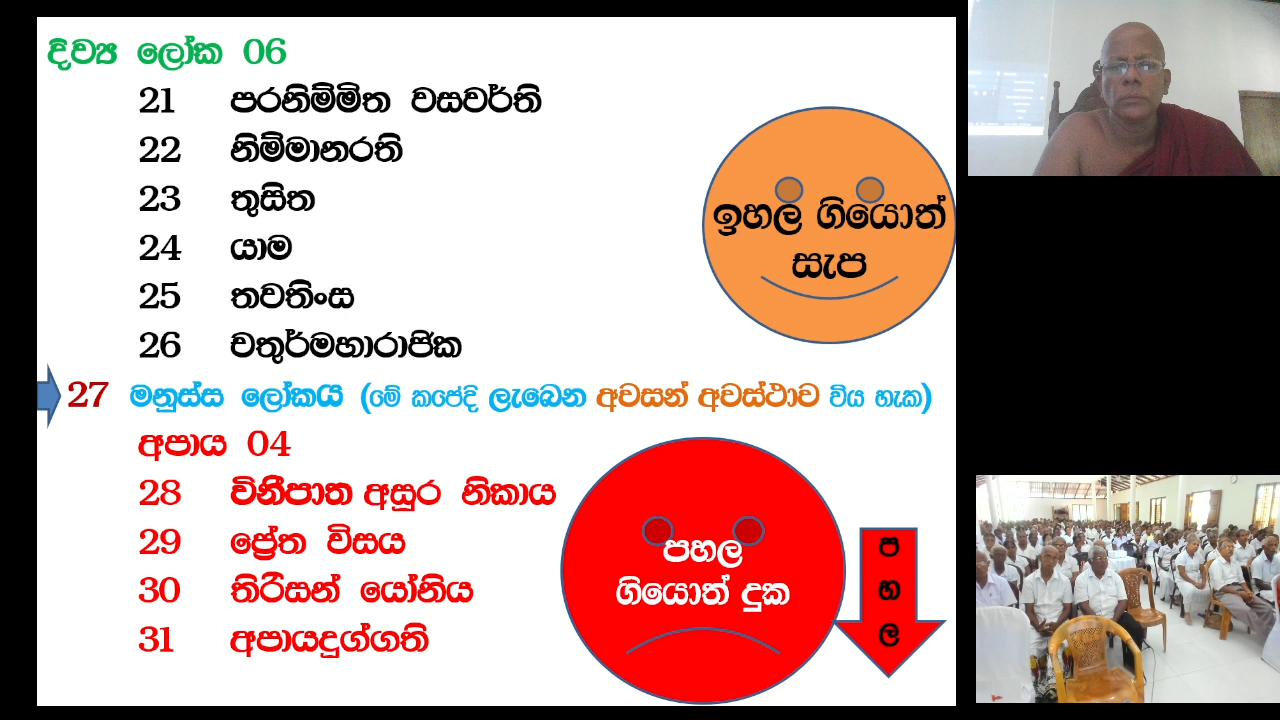 දිව්‍ය ලෝක 06
21 පරනිම්මිත වසවර්ති
22 නිම්මානරති
23 තුසිත
24 යාම
25 තවතිංස
26 චතුර්මහාරාජික
27 මනුස්ස ලෝකය (මේ කපේදි ලැබෙන අවසන් අවස්ථාව විය හැක)
අපාය 04
28 විනීපාත අසුර නිකාය
29 ප්‍රේත විසය
30 තිරිසන් යෝනිය
31 අපායදුග්ගති
ඉහල ගියොත්
සැප
පහල
ගියොත් දුක
ප
හ
ල